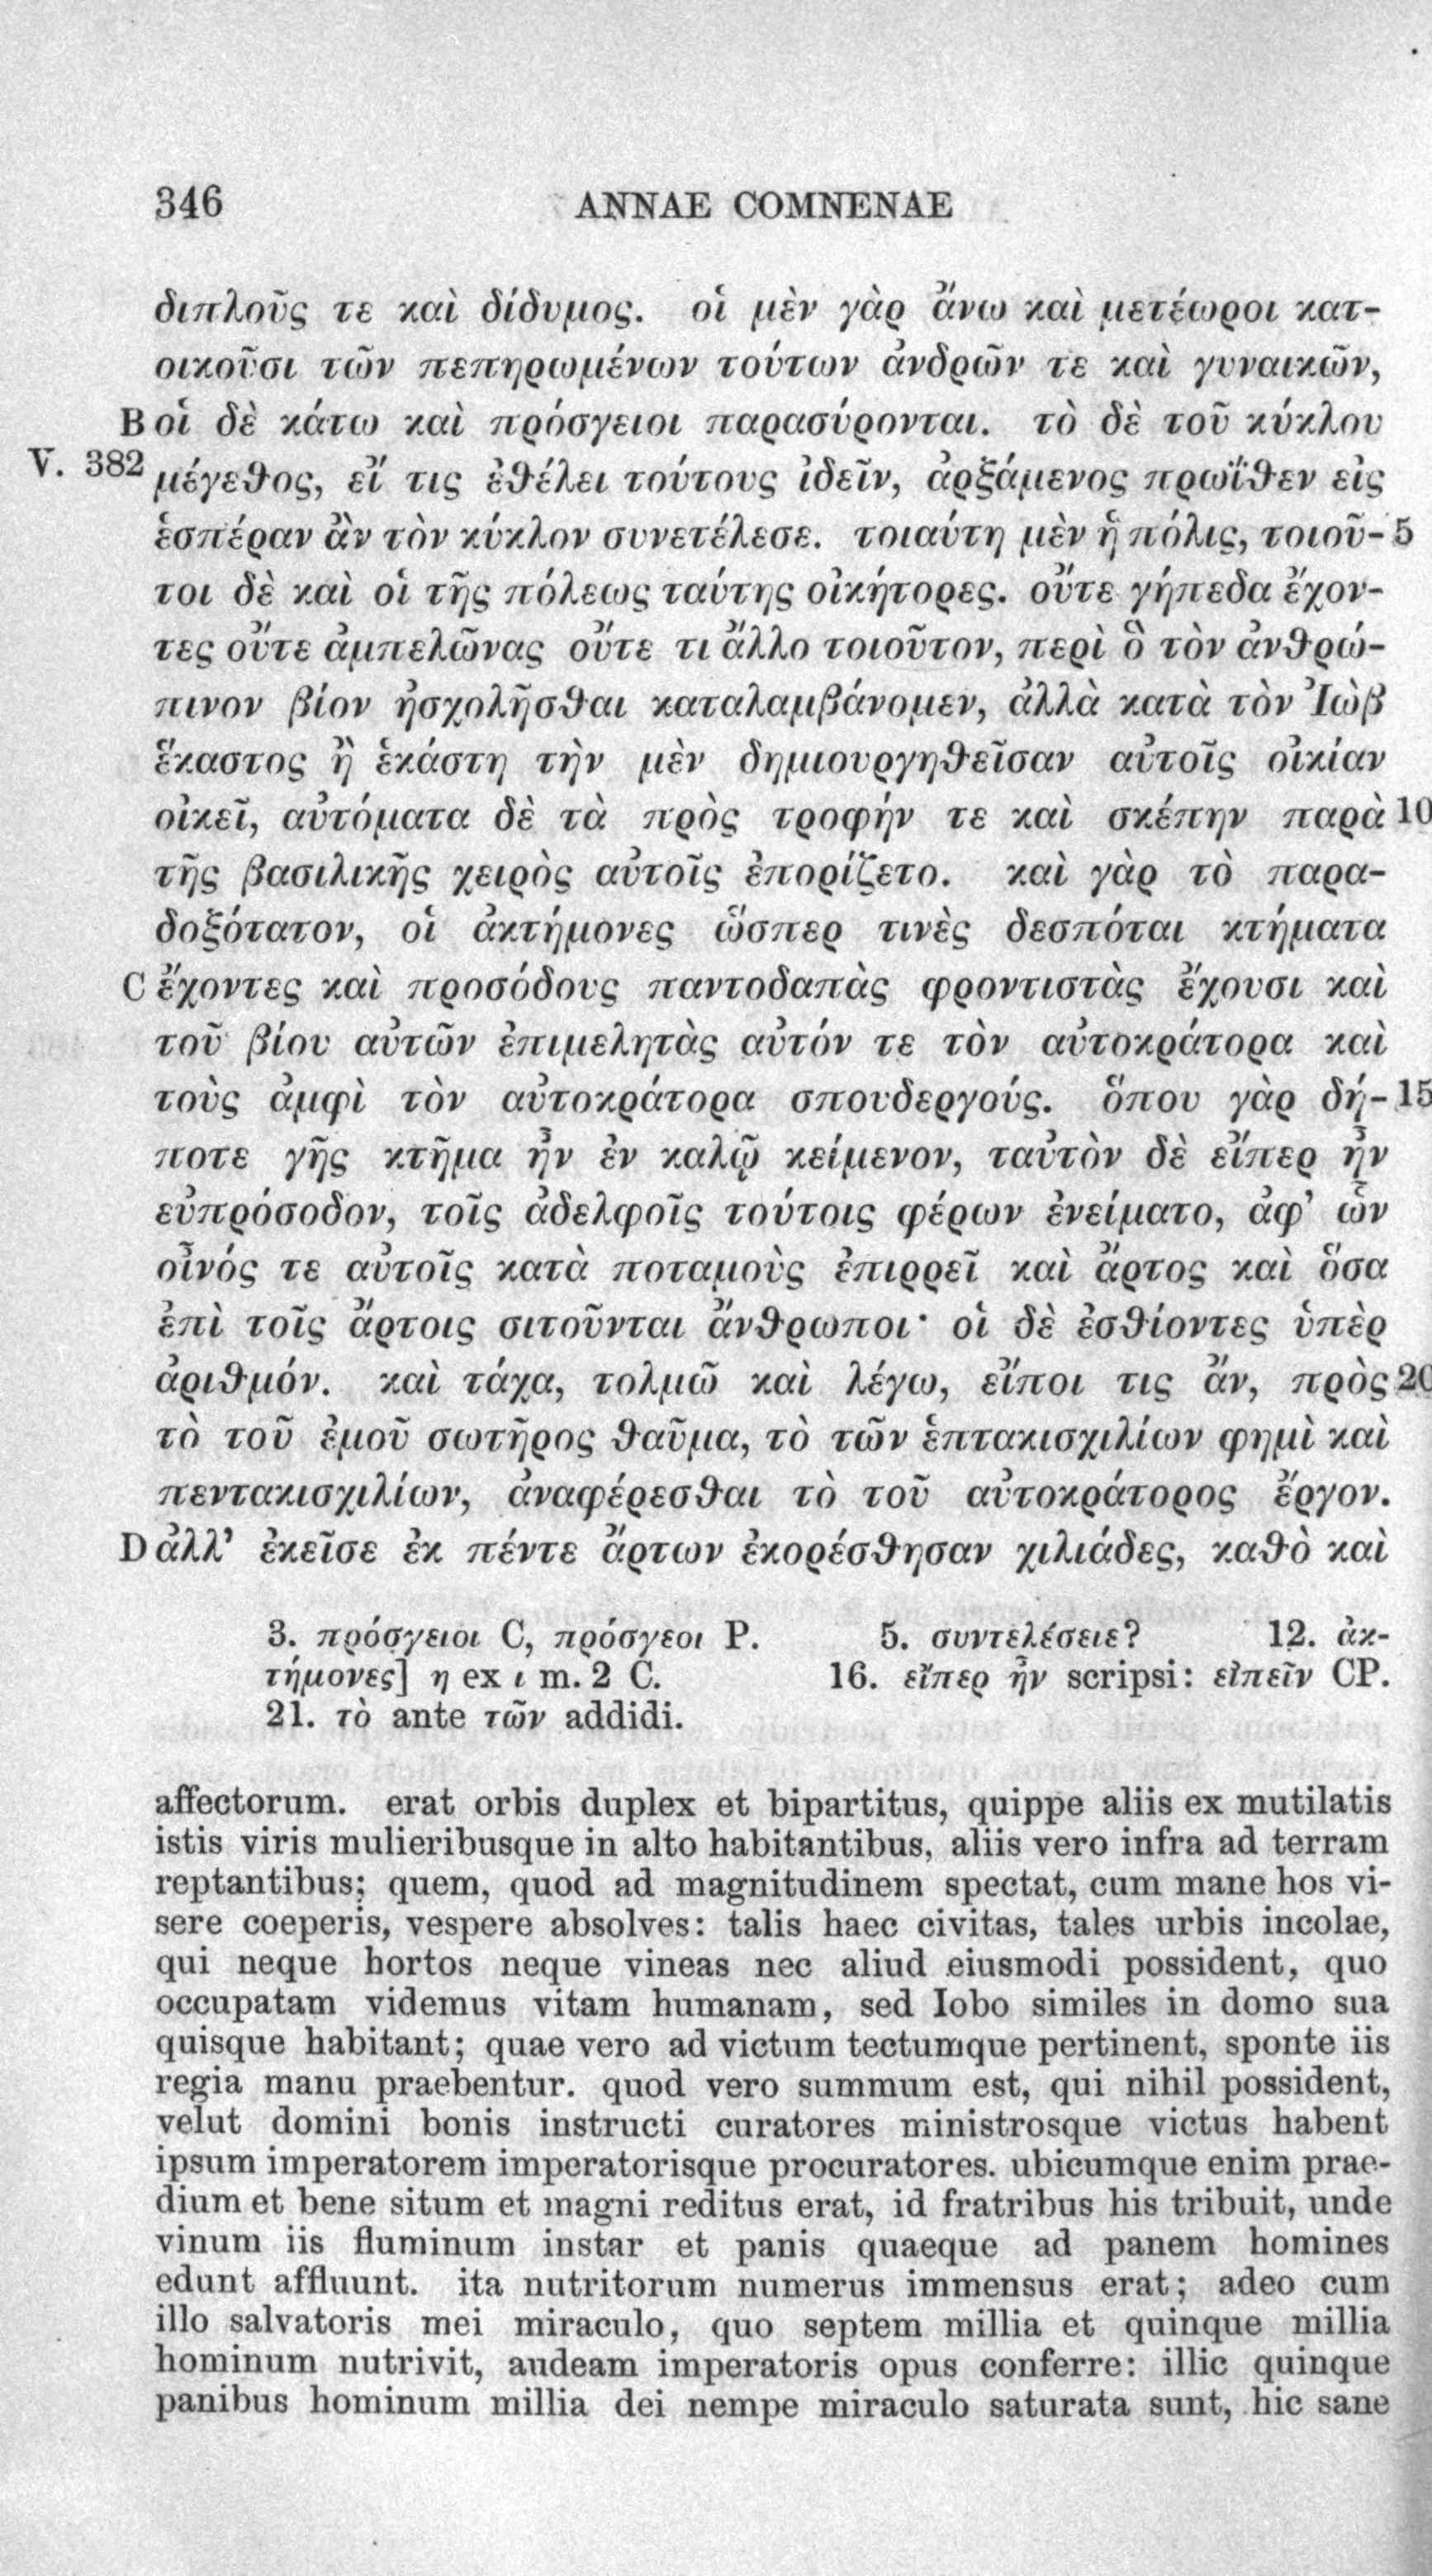 346 ANNAE COMNENAE
διπλοῦς τε καὶ δίδυμος. οἱ μὲν γὰρ ἄνω καὶ μετέωροι κατ-
οικοῦσι τῶν πεπηρωμένων τούτων ἀνδρῶν τε καὶ γυναικῶν,
B οἱ δὲ κάτω καὶ πρόσγειοι παρασύρονται. τὸ δὲ τοῦ κύκλου
V. 382 μέγεθος, εἴ τις ἐθέλει τούτους ἰδεῖν, ἀρξάμενος πρωΐθεν εἰς
ἑσπέραν ἂν τὸν κύκλον συνετέλεσε. τοιαύτη μὲν ἡ πόλις, τοιοῦ- 5
τοι δὲ καὶ οἱ τῆς πόλεως ταύτης οἰκήτορες. οὔτε γήπεδα ἔχον-
τες οὔτε ἀμπελῶνας οὔτε τι ἄλλο τοιοῦτον, περὶ ὃ τὸν ἀνθρώ-
πινον βίον ἠσχολῆσθαι καταλαμβάνομεν, ἀλλὰ κατὰ τὸν Ἰὼβ
ἕκαστος ἢ ἑκάστη τὴν μὲν δημιουργηθεῖσαν αὐτοῖς οἰκίαν
οἰκεῖ, αὐτόματα δὲ τὰ πρὸς τροφήν τε καὶ σκέπην παρὰ 10
τῆς βασιλικῆς χειρὸς αὐτοῖς ἐπορίζετο. καὶ γὰρ τὸ παρα-
δοξότατον, οἱ ἀκτήμονες ὥσπερ τινὲς δεσπόται κτήματα
C ἔχοντες καὶ προσόδους παντοδαπὰς φροντιστὰς ἔχουσι καὶ
τοῦ βίου αὐτῶν ἐπιμελητὰς αὐτόν τε τὸν αὐτοκράτορα καὶ
τοὺς ἀμφὶ τὸν αὐτοκράτορα σπουδεργούς. ὅπου γὰρ δή- 15
ποτε γῆς κτῆμα ἦν ἐν καλῷ κείμενον, ταὐτὸν δὲ εἴπερ ἦν
εὐπρόσοδον, τοῖς ἀδελφοῖς τούτοις φέρων ἐνείματο, ἀφ' ὧν
οἶνός τε αὐτοῖς κατὰ ποταμοὺς ἐπιρρεῖ καὶ ἄρτος καὶ ὅσα
ἐπὶ τοῖς ἄρτοις σιτοῦνται ἄνθρωποι· οἱ δὲ ἐσθίοντες ὑπὲρ
ἀριθμόν. καὶ τάχα, τολμῶ καὶ λέγω, εἴποι τις ἄν, πρὸς 20
τὸ τοῦ ἐμοῦ σωτῆρος θαῦμα, τὸ τῶν ἑπτακισχιλίων φημὶ καὶ
πεντακισχιλίων, ἀναφέρεσθαι τὸ τοῦ αὐτοκράτορος ἔργον.
D ἀλλ' ἐκεῖσε ἐκ πέντε ἄρτων ἐκορέσθησαν χιλιάδες, καθὸ καὶ
3. πρόσγειοι C, πρόσγεοι P. 5. συντελέσειε? 12. ἀκ-
τήμονες] η ex ι m. 2 C. 16. εἴπερ ἦν scripsi: εἰπεῖν CP.
21. τὸ ante τῶν addidi.
affectorum. erat orbis duplex et bipartitus, quippe aliis ex mutilatis
istis viris mulieribusque in alto habitantibus, aliis vero infra ad terram
reptantibus; quem, quod ad magnitudinem spectat, cum mane hos vi-
sere coeperis, vespere absolves: talis haec civitas, tales urbis incolae,
qui neque hortos neque vineas nec aliud eiusmodi possident, quo
occupatam videmus vitam humanam, sed Iobo similes in domo sua
quisque habitant; quae vero ad victum tectumque pertinent, sponte iis
regia manu praebentur. quod vero summum est, qui nihil possident,
velut domini bonis instructi curatores ministrosque victus habent
ipsum imperatorem imperatorisque procuratores. ubicumque enim prae-
dium et bene situm et magni reditus erat, id fratribus his tribuit, unde
vinum iis fluminum instar et panis quaeque ad panem homines
edunt affluunt. ita nutritorum numerus immensus erat; adeo cum
illo salvatoris mei miraculo, quo septem millia et quinque millia
hominum nutrivit, audeam imperatoris opus conferre: illic quinque
panibus hominum millia dei nempe miraculo saturata sunt, hic sane